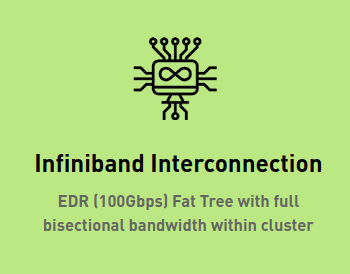 Infiniband Interconnection
EDR (100Gbps) Fat Tree with full
bisectional bandwidth within cluster